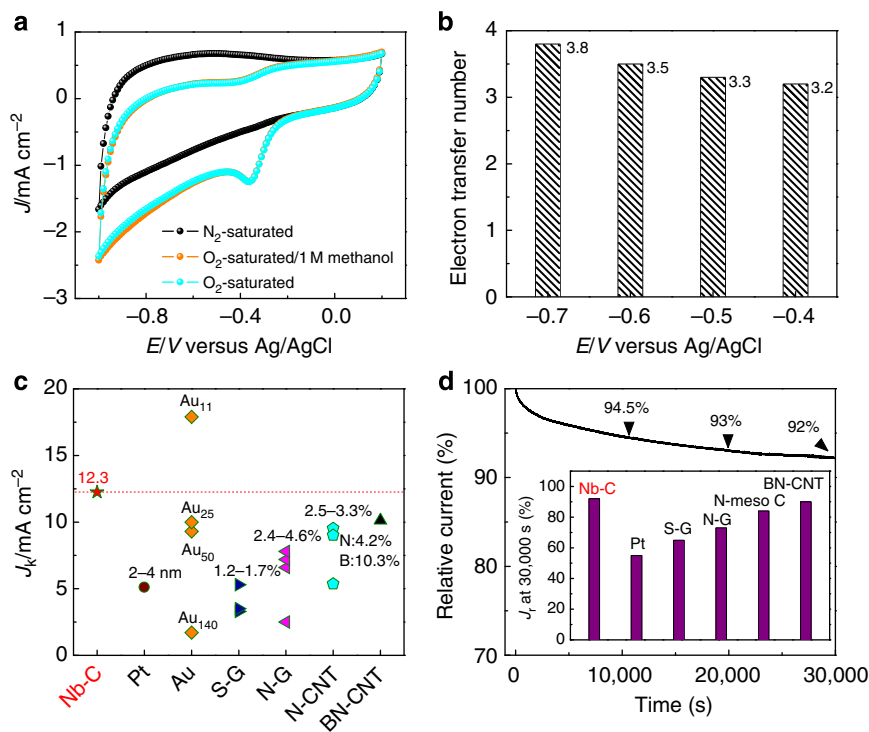 a
1
0
−1
−2
−3
J/mA cm−2
N2-saturated
O2-saturated/1 M methanol
O2-saturated
−0.8
−0.4
0.0
E/V versus Ag/AgCl
b
4
3
2
1
0
Electron transfer number
3.8
3.5
3.3
3.2
−0.7
−0.6
−0.5
−0.4
E/V versus Ag/AgCl
c
20
15
10
5
0
Jk/mA cm−2
12.3
2–4 nm
Au11
Au25
Au50
Au140
1.2–1.7%
2.4–4.6%
2.5–3.3%
N:4.2%
B:10.3%
Nb-C
Pt
Au
S-G
N-G
N-CNT
BN-CNT
d
100
90
80
70
Relative current (%)
94.5%
93%
92%
100
80
60
40
20
0
Jr at 30,000 s (%)
Nb-C
Pt
S-G
N-G
N-meso C
BN-CNT
0
10,000
20,000
30,000
Time (s)